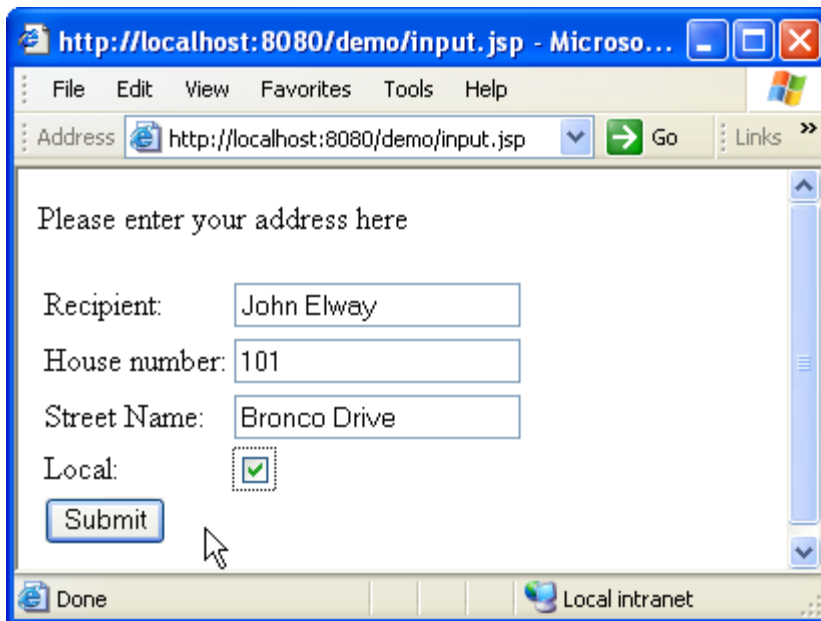 http://localhost:8080/demo/input.jsp - Microso...
File Edit View Favorites Tools Help
Address http://localhost:8080/demo/input.jsp Go Links »
Please enter your address here
Recipient: John Elway
House number: 101
Street Name: Bronco Drive
Local:
Submit
Done Local intranet